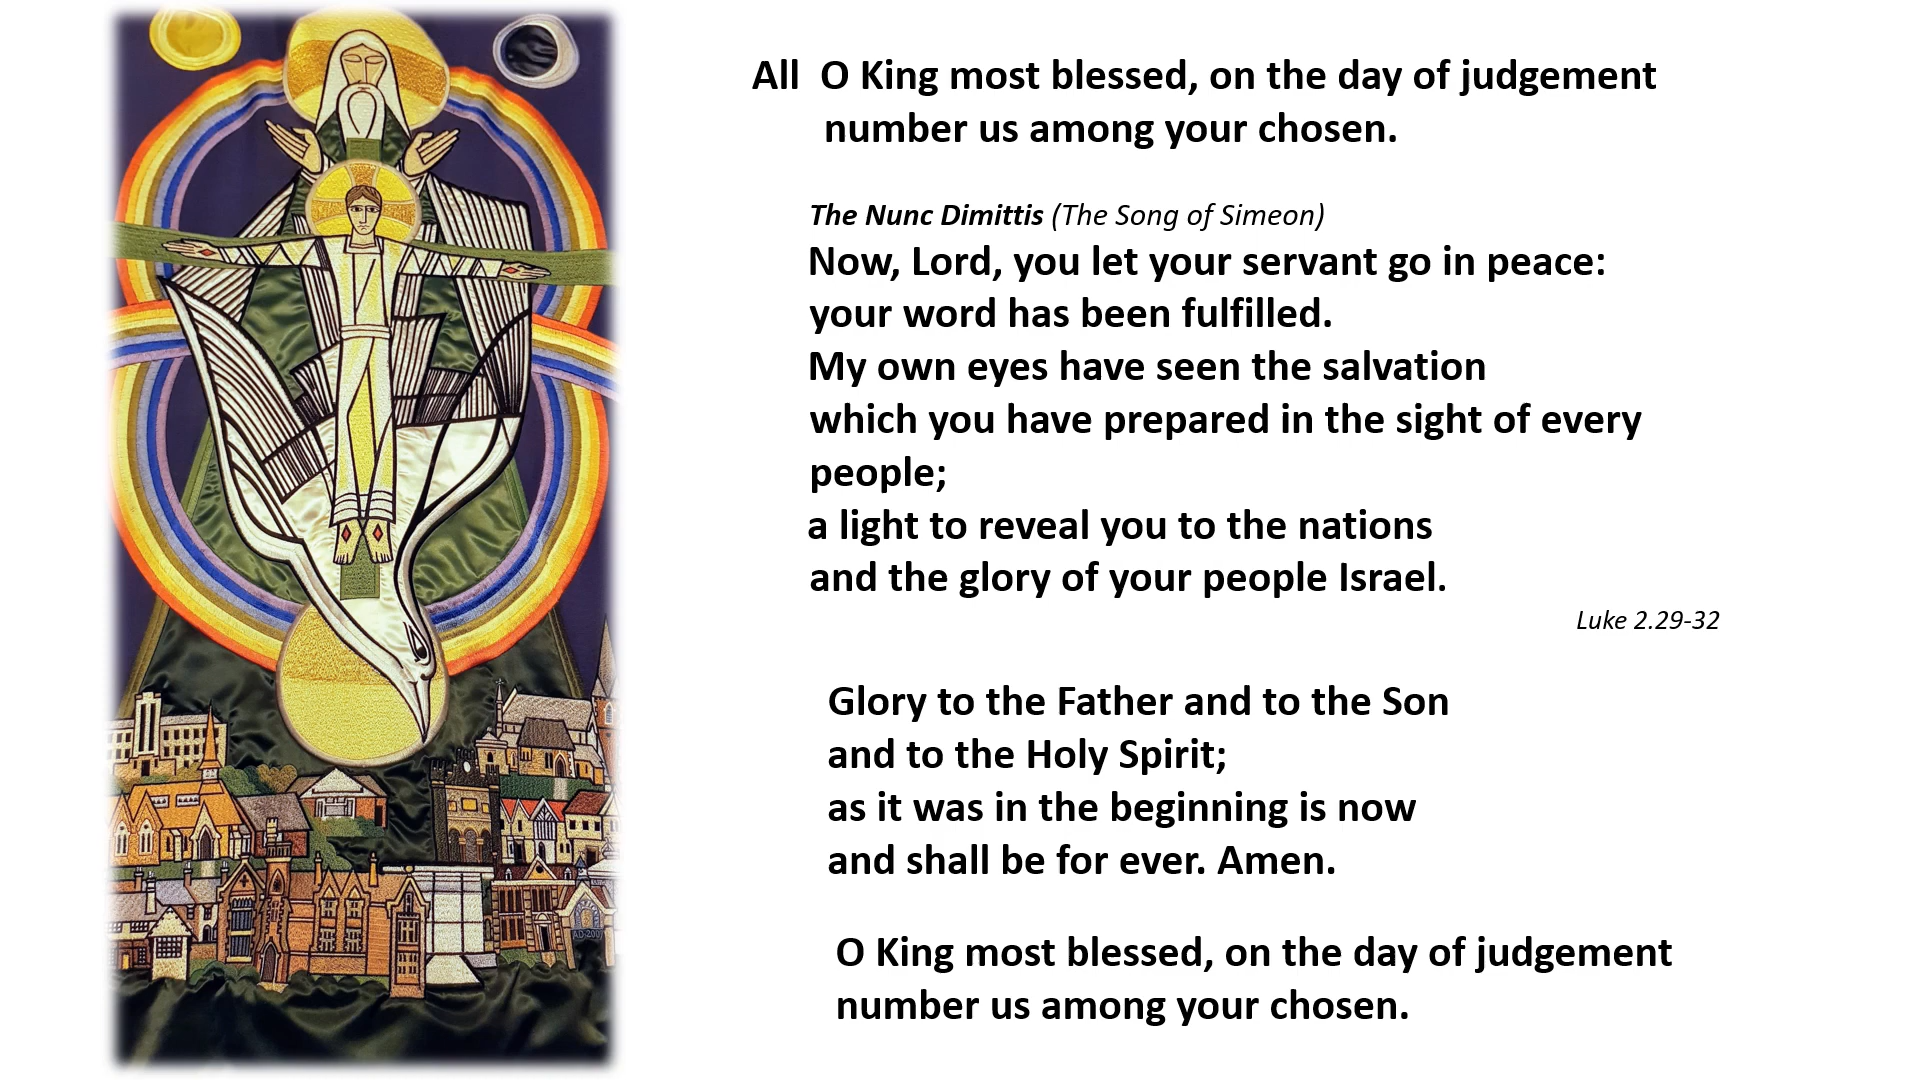 All O King most blessed, on the day of judgement
number us among your chosen.
The Nunc Dimittis (The Song of Simeon)
Now, Lord, you let your servant go in peace:
your word has been fulfilled.
My own eyes have seen the salvation
which you have prepared in the sight of every
people;
a light to reveal you to the nations
and the glory of your people Israel.
Luke 2.29-32
Glory to the Father and to the Son
and to the Holy Spirit;
as it was in the beginning is now
and shall be for ever. Amen.
O King most blessed, on the day of judgement
number us among your chosen.